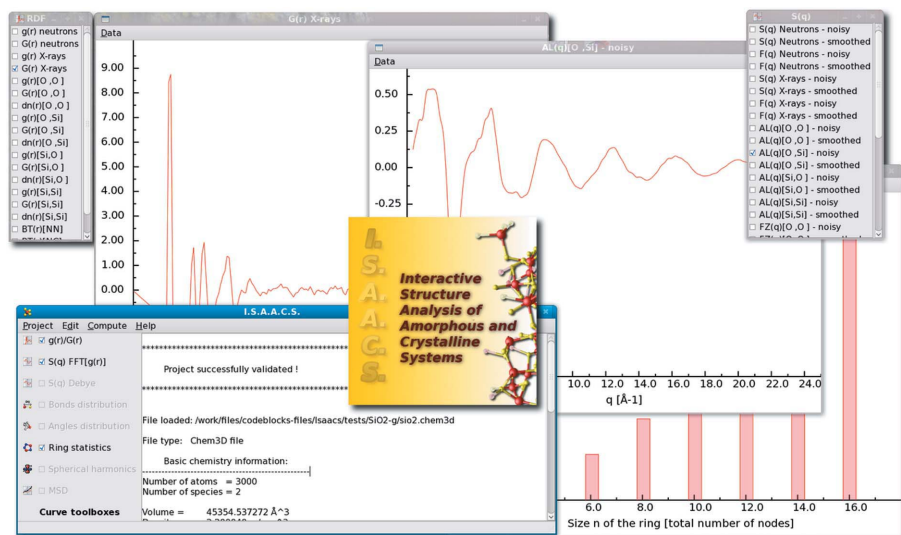 RDF
g(r) neutrons
G(r) neutrons
g(r) X-rays
G(r) X-rays
g(r)[O ,O ]
G(r)[O ,O ]
dn(r)[O ,O ]
g(r)[O ,Si]
G(r)[O ,Si]
dn(r)[O ,Si]
g(r)[Si,O ]
G(r)[Si,O ]
dn(r)[Si,O ]
g(r)[Si,Si]
G(r)[Si,Si]
dn(r)[Si,Si]
BT(r)[NN]
G(r) X-rays
Data
9.00
8.00
7.00
6.00
5.00
4.00
3.00
2.00
1.00
0.00
AL(q)[O ,Si] - noisy
Data
0.50
0.25
0.00
-0.25
10.0 12.0 14.0 16.0 18.0 20.0 22.0 24.0
q [Å-1]
S(q)
S(q) Neutrons - noisy
S(q) Neutrons - smoothed
F(q) Neutrons - noisy
F(q) Neutrons - smoothed
S(q) X-rays - noisy
S(q) X-rays - smoothed
F(q) X-rays - noisy
F(q) X-rays - smoothed
AL(q)[O ,O ] - noisy
AL(q)[O ,O ] - smoothed
AL(q)[O ,Si] - noisy
AL(q)[O ,Si] - smoothed
AL(q)[Si,O ] - noisy
AL(q)[Si,O ] - smoothed
AL(q)[Si,Si] - noisy
AL(q)[Si,Si] - smoothed
FZ(q)[O ,O ] - noisy
I.
S.
A.
A.
C.
S.
Interactive
Structure
Analysis of
Amorphous and
Crystalline
Systems
I.S.A.A.C.S.
Project Edit Compute Help
g(r)/G(r)
S(q) FFT[g(r)]
S(q) Debye
Bonds distribution
Angles distribution
Ring statistics
Spherical harmonics
MSD
Curve toolboxes
Project successfully validated !
File loaded: /work/files/codeblocks-files/Isaacs/tests/SiO2-g/sio2.chem3d
File type: Chem3D file
Basic chemistry information:
Number of atoms = 3000
Number of species = 2
Volume = 45354.537272 Å^3
6.0 8.0 10.0 12.0 14.0 16.0
Size n of the ring [total number of nodes]